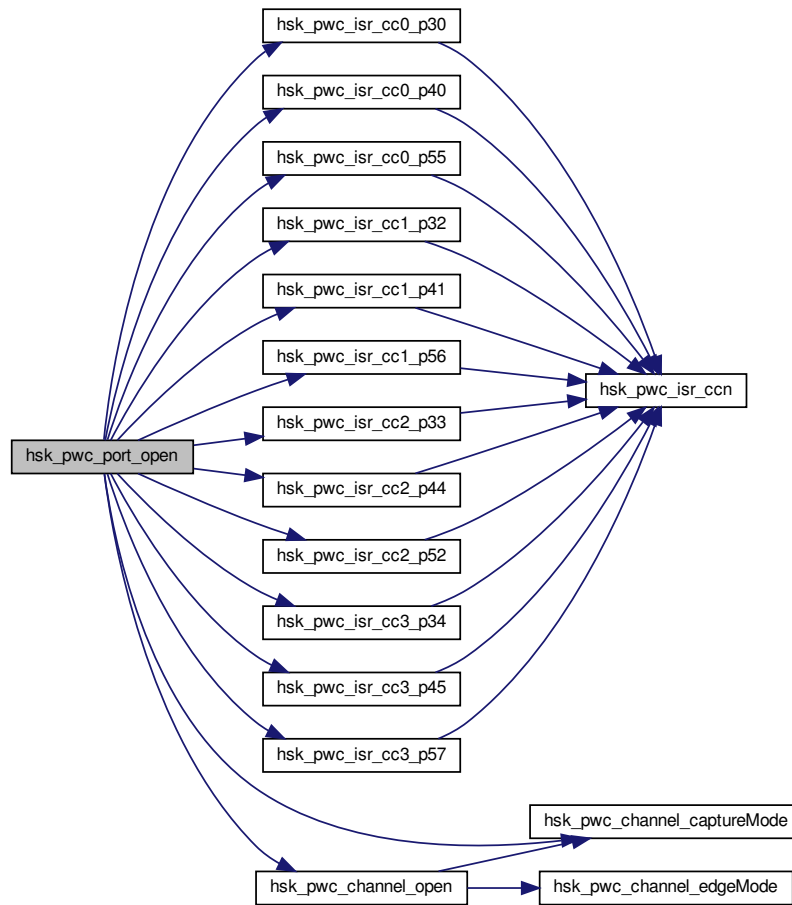 hsk_pwc_isr_cc0_p30
hsk_pwc_isr_cc0_p40
hsk_pwc_isr_cc0_p55
hsk_pwc_isr_cc1_p32
hsk_pwc_isr_cc1_p41
hsk_pwc_isr_cc1_p56
hsk_pwc_isr_ccn
hsk_pwc_isr_cc2_p33
hsk_pwc_port_open
hsk_pwc_isr_cc2_p44
hsk_pwc_isr_cc2_p52
hsk_pwc_isr_cc3_p34
hsk_pwc_isr_cc3_p45
hsk_pwc_isr_cc3_p57
hsk_pwc_channel_captureMode
hsk_pwc_channel_open
hsk_pwc_channel_edgeMode